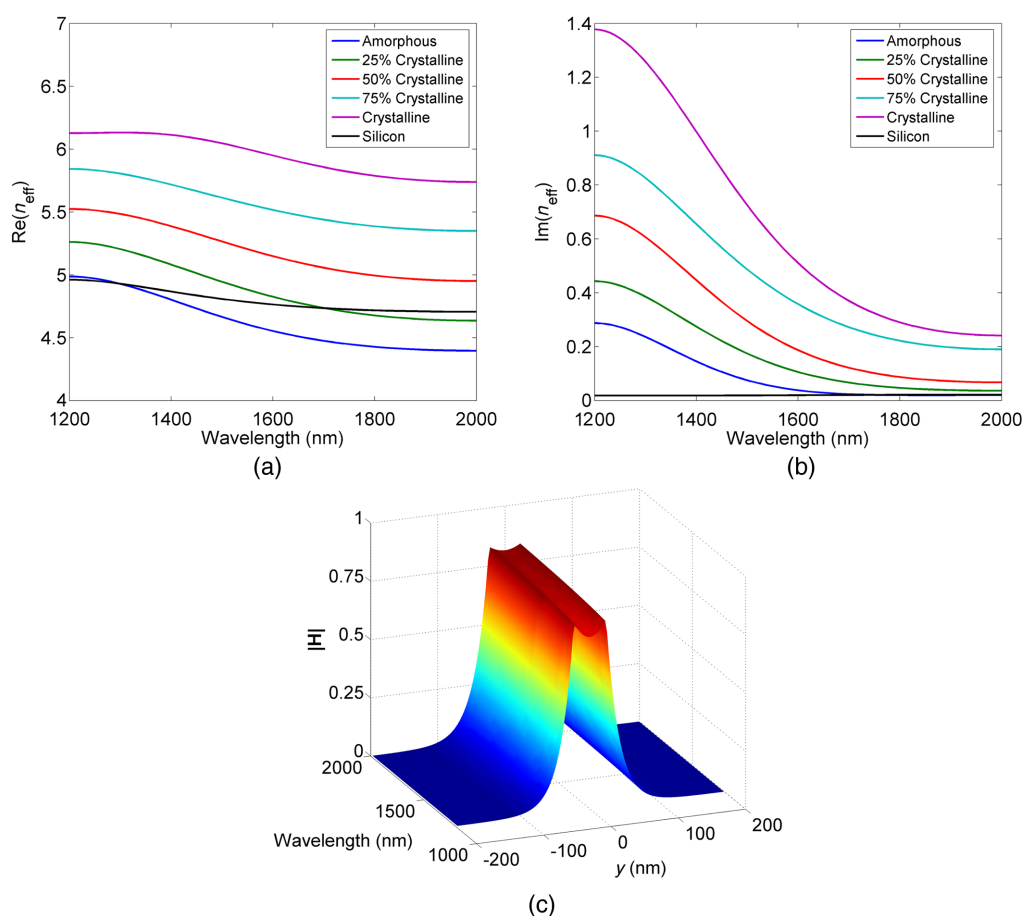 7
6.5
6
5.5
5
4.5
4
Re(neff)
Amorphous
25% Crystalline
50% Crystalline
75% Crystalline
Crystalline
Silicon
1200 1400 1600 1800 2000
Wavelength (nm)
(a)
1.4
1.2
1
0.8
0.6
0.4
0.2
0
Im(neff)
Amorphous
25% Crystalline
50% Crystalline
75% Crystalline
Crystalline
Silicon
1200 1400 1600 1800 2000
Wavelength (nm)
(b)
1
0.75
0.5
0.25
0
|H|
2000
1500
1000
Wavelength (nm)
-200
-100
0
100
200
y (nm)
(c)